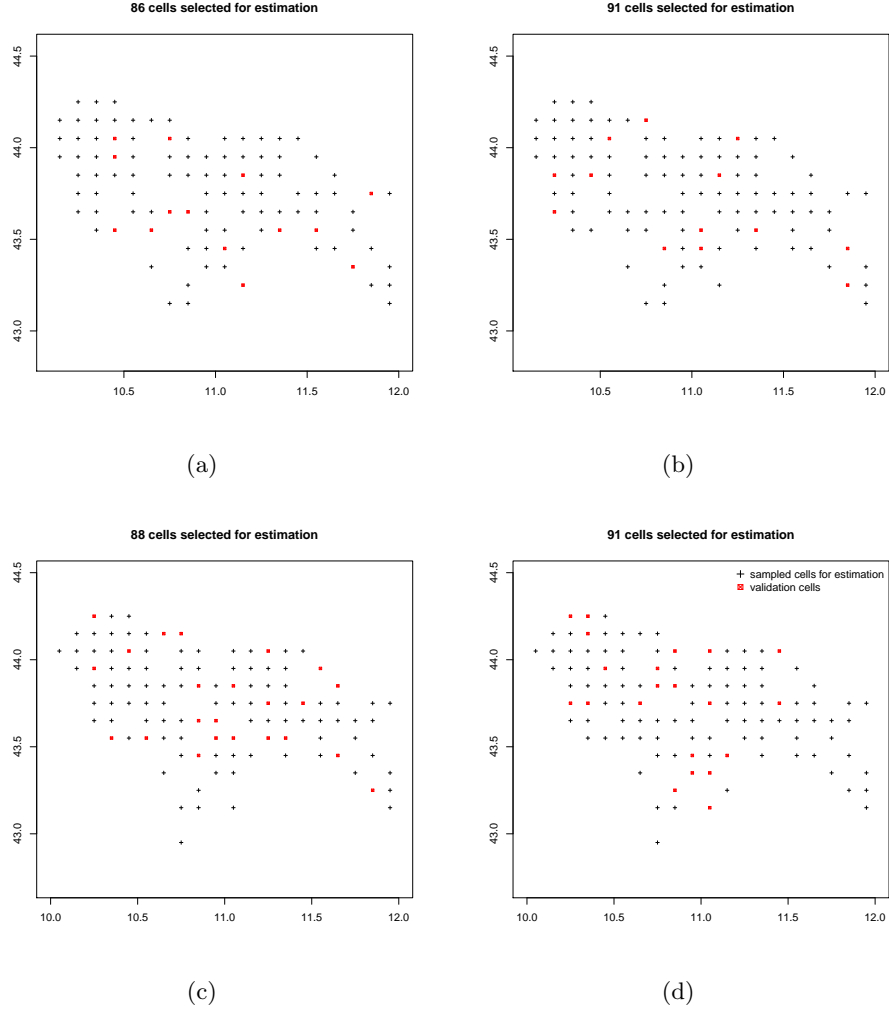 86 cells selected for estimation
91 cells selected for estimation
44.5
44.0
43.5
43.0
10.5 11.0 11.5 12.0
44.5
44.0
43.5
43.0
10.5 11.0 11.5 12.0
(a)
(b)
88 cells selected for estimation
91 cells selected for estimation
44.5
44.0
43.5
43.0
10.0 10.5 11.0 11.5 12.0
44.5
44.0
43.5
43.0
sampled cells for estimation
validation cells
10.0 10.5 11.0 11.5 12.0
(c)
(d)